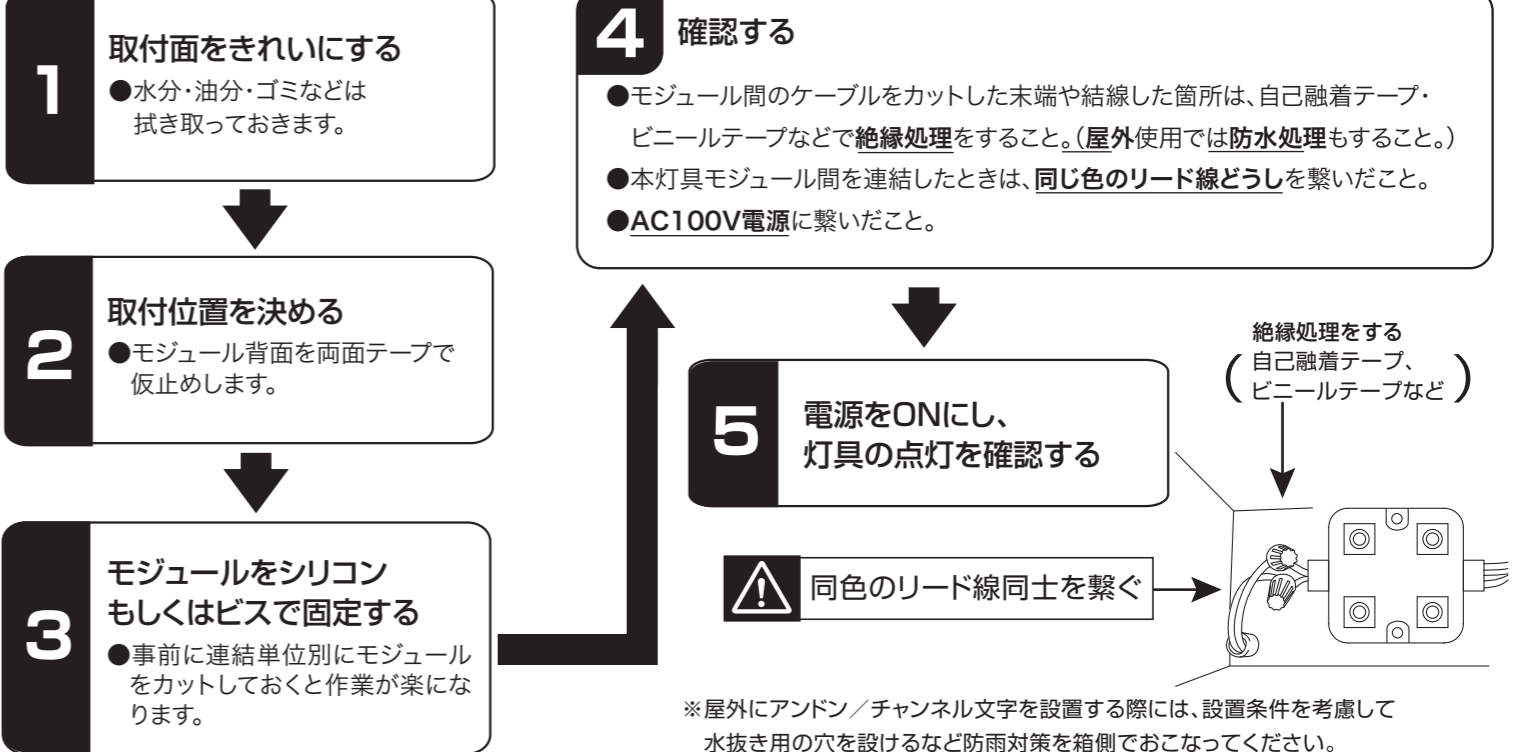 1
取付面をきれいにする
●水分・油分・ゴミなどは
拭き取っておきます。
2
取付位置を決める
●モジュール背面を両面テープで
仮止めします。
3
モジュールをシリコン
もしくはビスで固定する
●事前に連結単位別にモジュール
をカットしておくと作業が楽にな
ります。
4
確認する
●モジュール間のケーブルをカットした末端や結線した箇所は、自己融着テープ・
ビニールテープなどで絶縁処理をすること。（屋外使用では防水処理もすること。）
●本灯具モジュール間を連結したときは、同じ色のリード線どうしを繋いだこと。
●AC100V電源に繋いだこと。
5
電源をONにし、
灯具の点灯を確認する
絶縁処理をする
（自己融着テープ、
ビニールテープなど）
同色のリード線同士を繋ぐ
※屋外にアンドン／チャンネル文字を設置する際には、設置条件を考慮して
水抜き用の穴を設けるなど防雨対策を箱側でおこなってください。